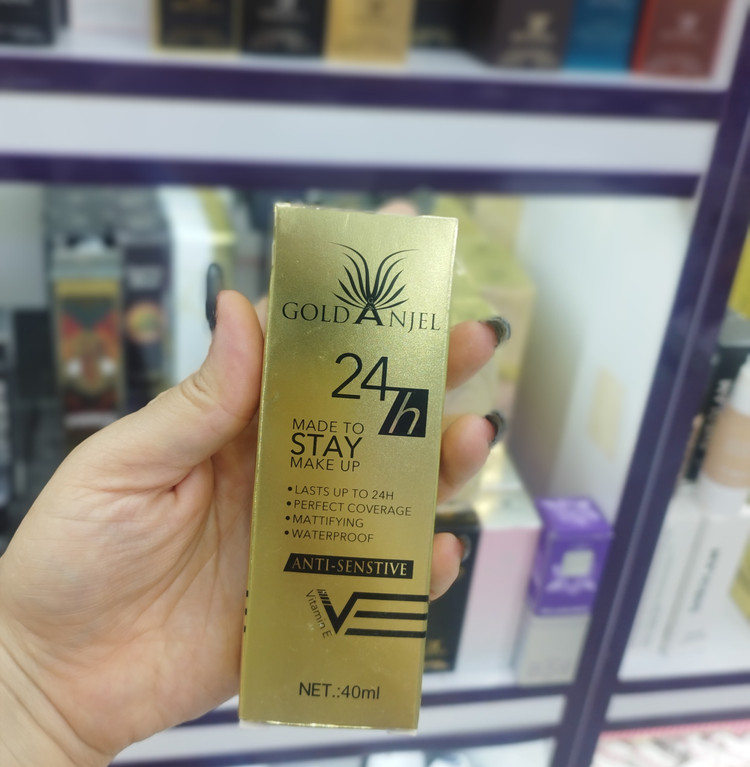 GOLD ANJEL
24h
MADE TO
STAY
MAKE UP
•LASTS UP TO 24H
•PERFECT COVERAGE
•MATTIFYING
•WATERPROOF
ANTI-SENSTIVE
Vitamin E
VE
NET.:40ml